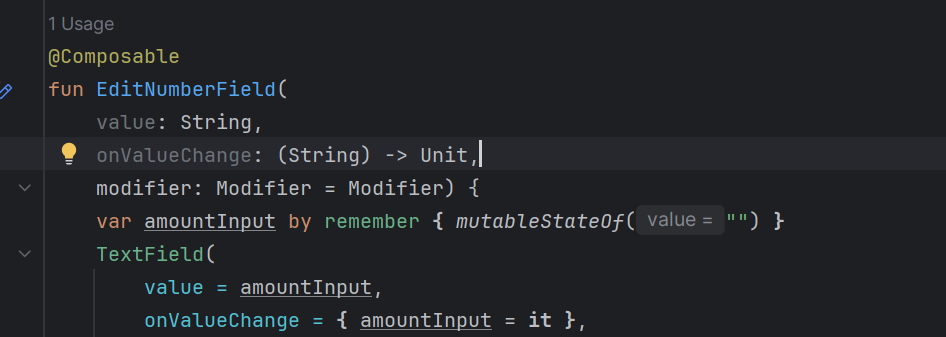 1 Usage
@Composable
fun EditNumberField(
value: String,
onValueChange: (String) -> Unit,
modifier: Modifier = Modifier) {
var amountInput by remember { mutableStateOf( value = "") }
TextField(
value = amountInput,
onValueChange = { amountInput = it },